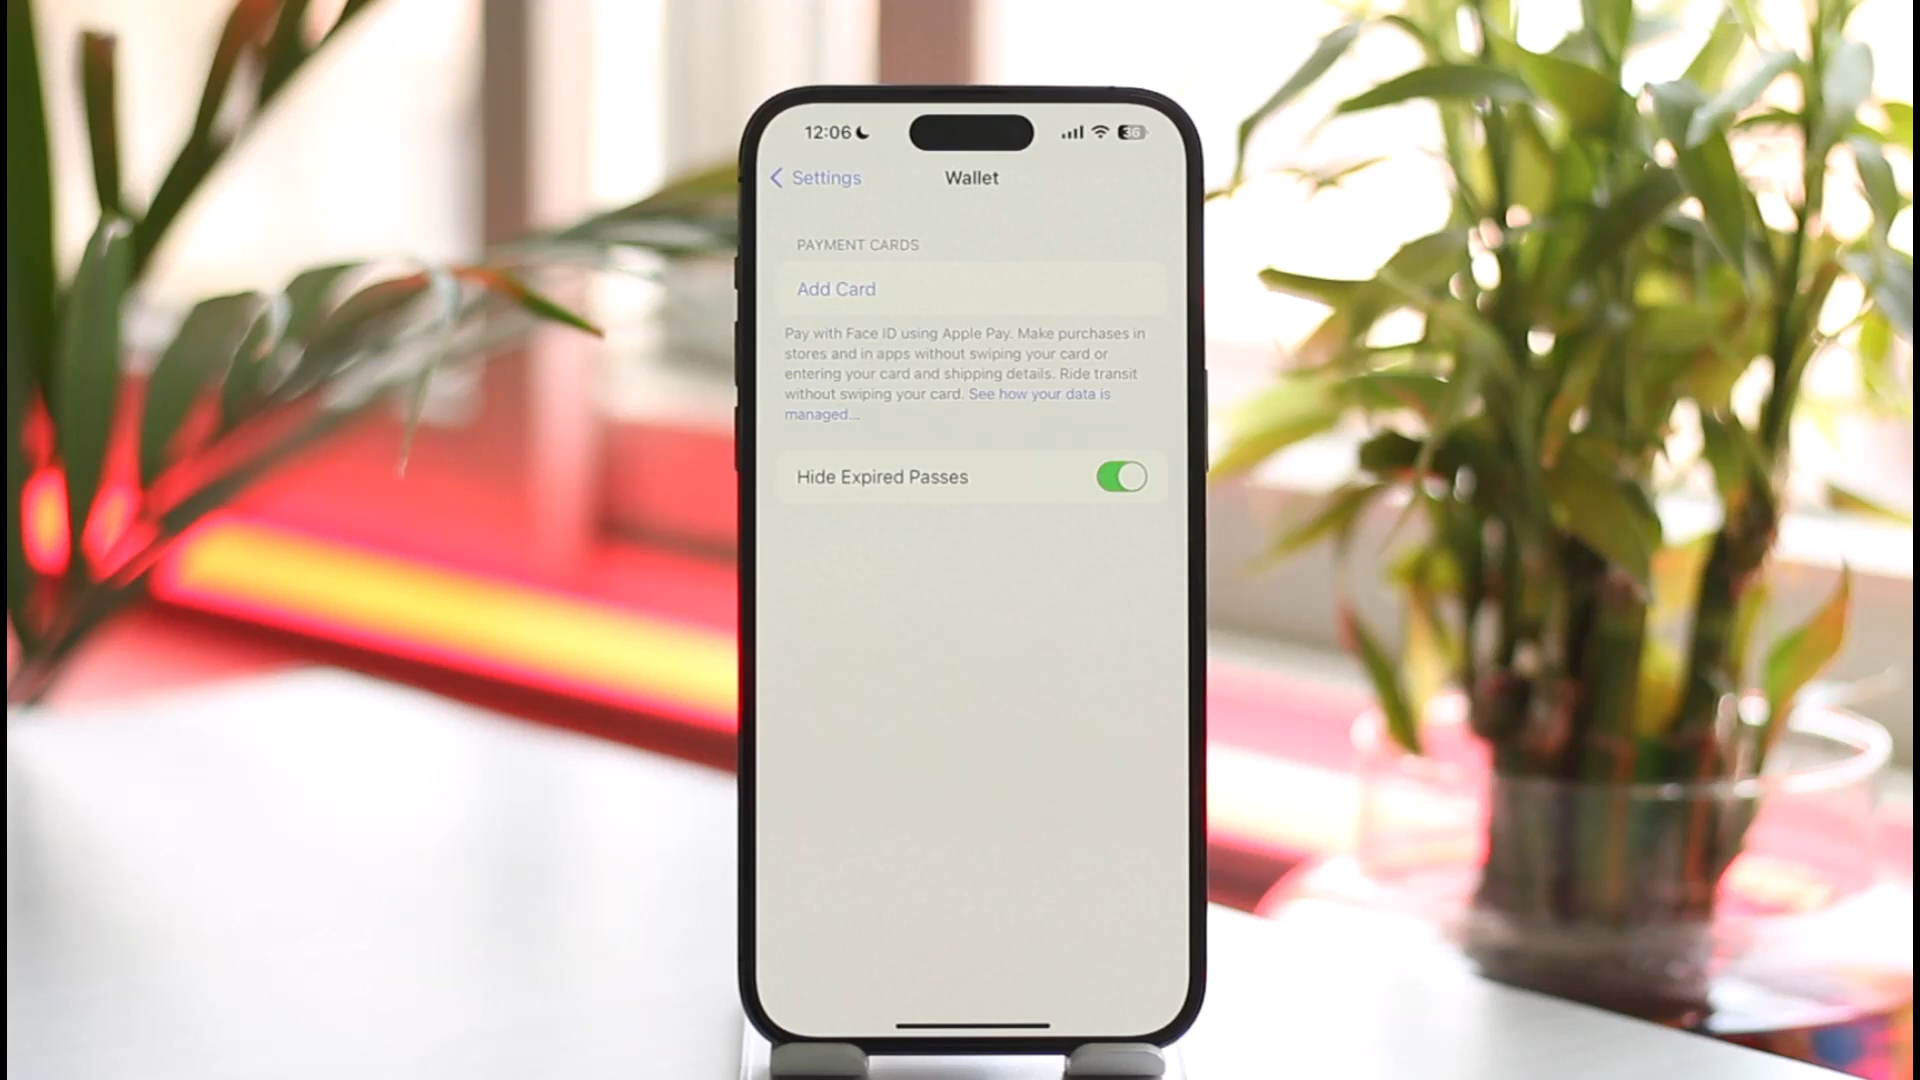 12:06
36
Settings
Wallet
PAYMENT CARDS
Add Card
Pay with Face ID using Apple Pay. Make purchases in
stores and in apps without swiping your card or
entering your card and shipping details. Ride transit
without swiping your card. See how your data is
managed...
Hide Expired Passes